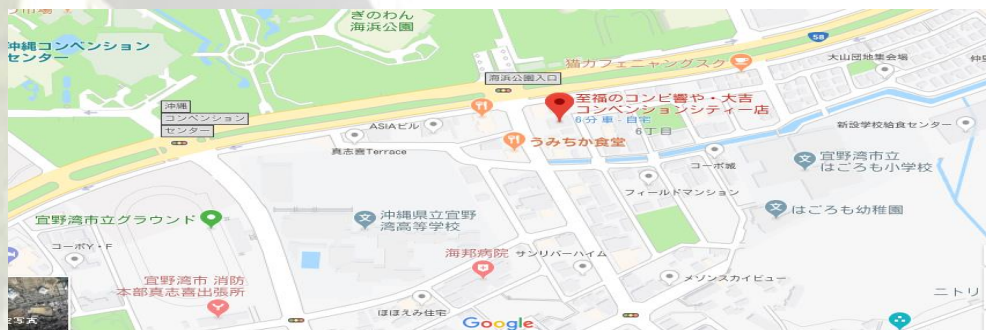 ぎのわん
海浜公園
沖縄コンベンション
センター
58
大山団地集会場
猫カフェニャングスク
海浜公園入口
至福のコンビ響や・大吉
コンベンションシティー店
6分 車 - 自宅
沖縄
コンベンション
センター
ASIAビル
6丁目
新設学校給食センター
うみちか食堂
真志喜Terrace
コーポ城
宜野湾市立
はごろも小学校
フィールドマンション
宜野湾市立グラウンド
沖縄県立宜野
湾高等学校
はごろも幼稚園
コーポY・F
海邦病院
サンリバーハイム
宜野湾市 消防
本部真志喜出張所
メゾンスカイビュー
ニトリ
ほほえみ住宅
Google